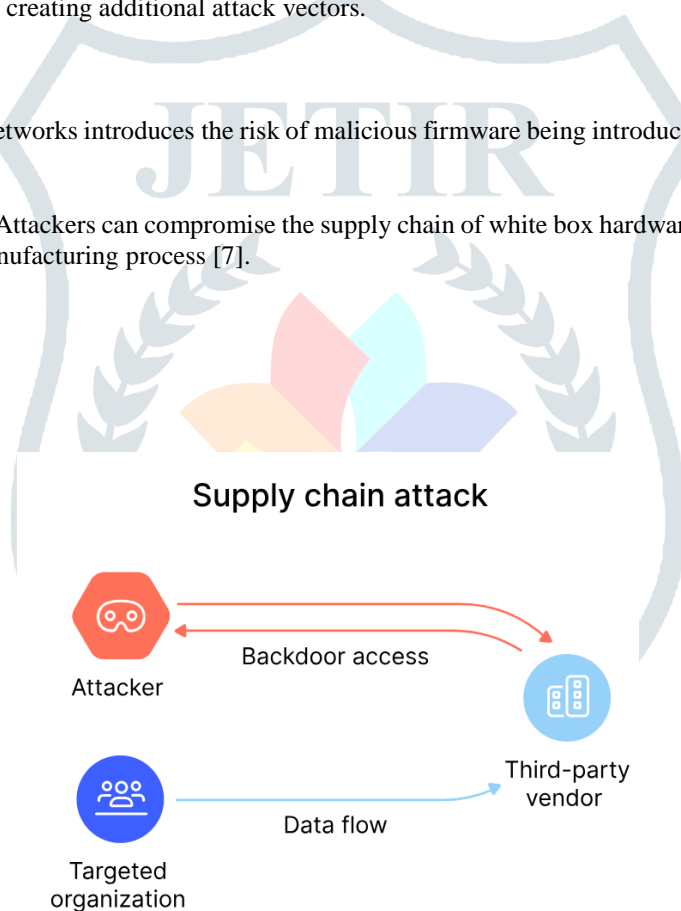 creating additional attack vectors.
JETIR
etworks introduces the risk of malicious firmware being introduc
Attackers can compromise the supply chain of white box hardwar
nufacturing process [7].
Supply chain attack
Backdoor access
Attacker
Third-party
vendor
Data flow
Targeted
organization